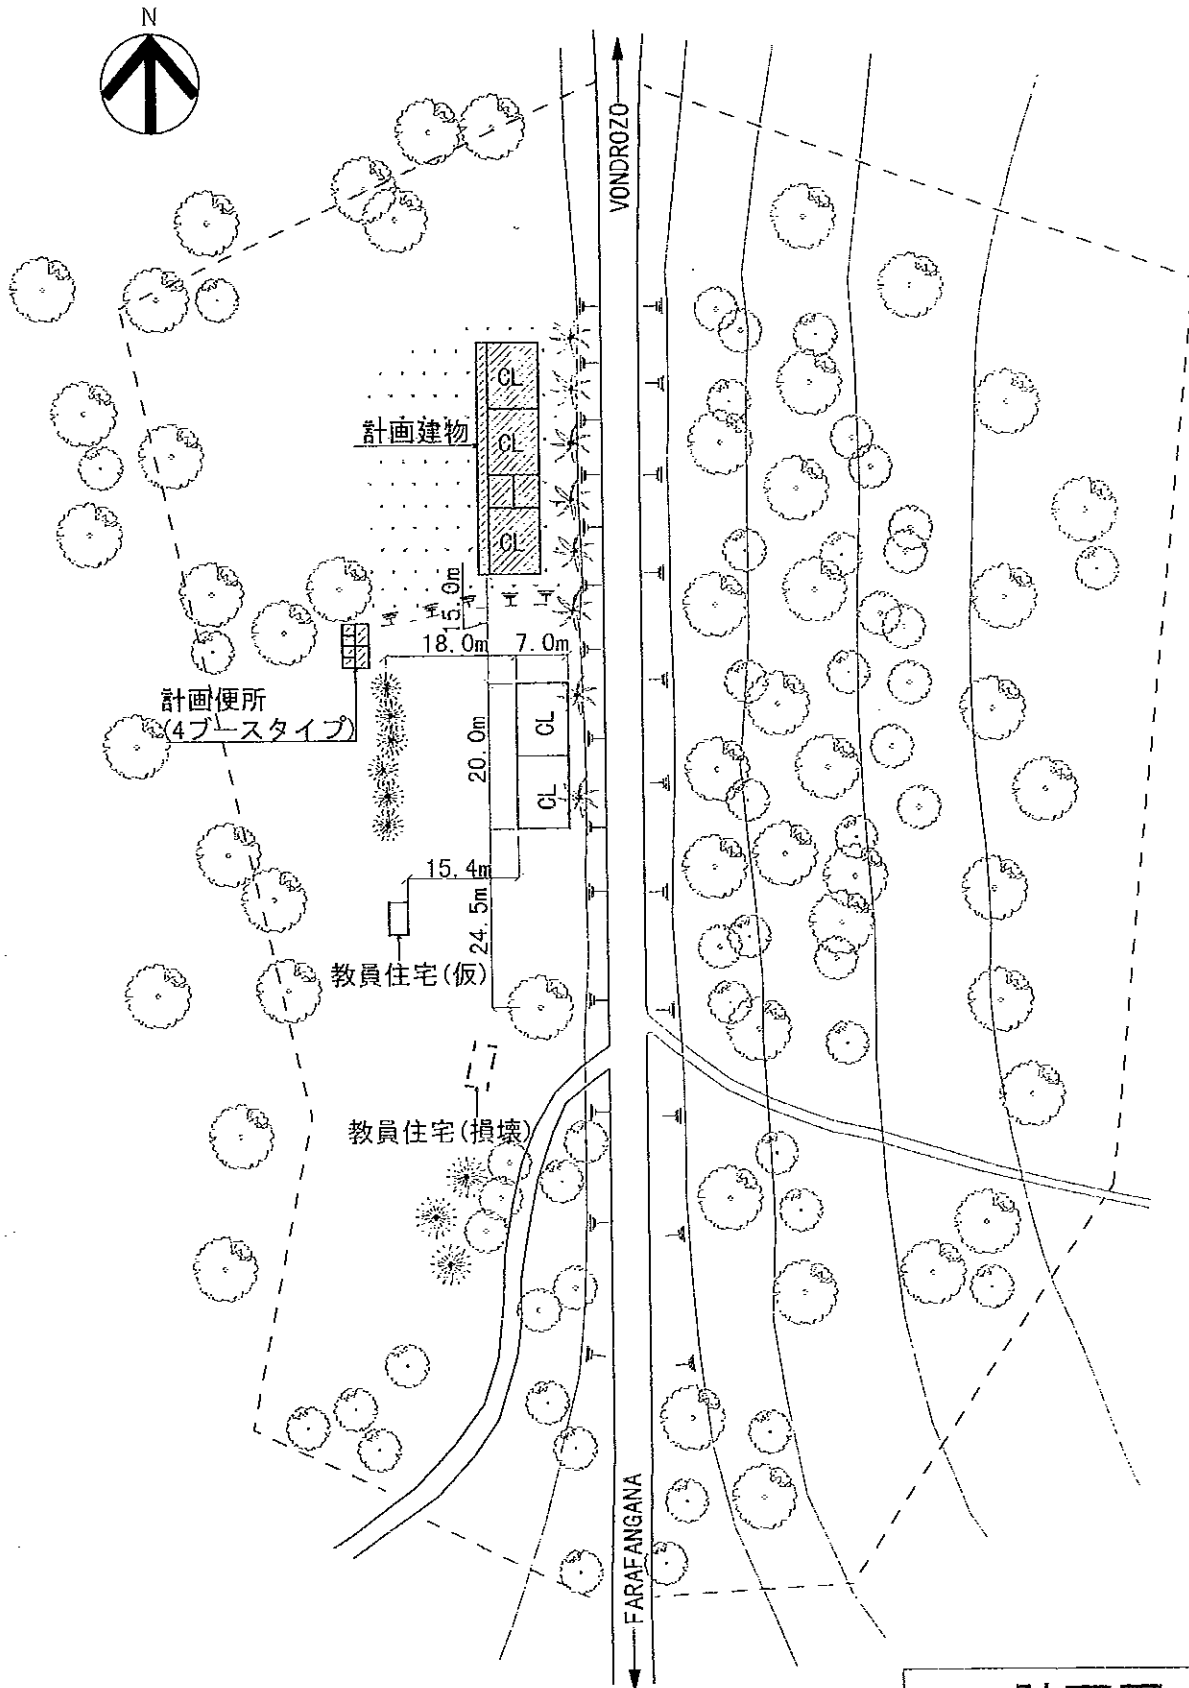 N
VONDROZO
CL
計画建物
CL
CL
15.0m
18.0m 7.0m
計画便所
(4ブースタイプ)
CL
20.0m
CL
15.4m
24.5m
教員住宅(仮)
教員住宅(損壊)
FARAFANGANA